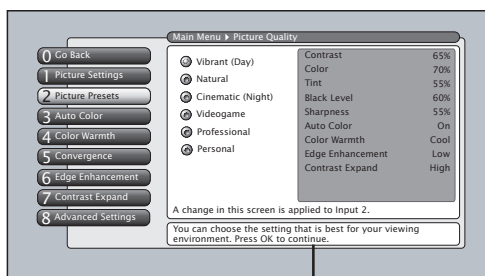 Main Menu ▸ Picture Quality
0 Go Back
1 Picture Settings
2 Picture Presets
3 Auto Color
4 Color Warmth
5 Convergence
6 Edge Enhancement
7 Contrast Expand
8 Advanced Settings
Vibrant (Day)
Natural
Cinematic (Night)
Videogame
Professional
Personal
Contrast 65%
Color 70%
Tint 55%
Black Level 60%
Sharpness 55%
Auto Color On
Color Warmth Cool
Edge Enhancement Low
Contrast Expand High
A change in this screen is applied to Input 2.
You can choose the setting that is best for your viewing
environment. Press OK to continue.